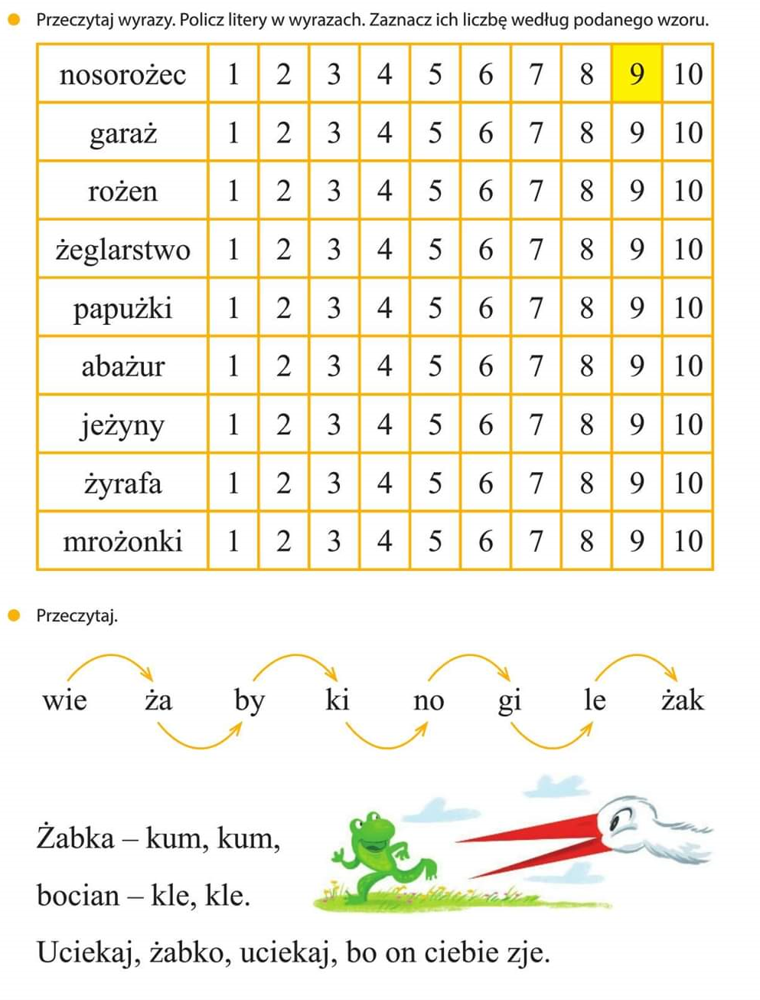 Przeczytaj wyrazy. Policz litery w wyrazach. Zaznacz ich liczbę według podanego wzoru.
nosorożec 1 2 3 4 5 6 7 8 9 10
garaż 1 2 3 4 5 6 7 8 9 10
rożen 1 2 3 4 5 6 7 8 9 10
żeglarstwo 1 2 3 4 5 6 7 8 9 10
papużki 1 2 3 4 5 6 7 8 9 10
abażur 1 2 3 4 5 6 7 8 9 10
jeżyny 1 2 3 4 5 6 7 8 9 10
żyrafa 1 2 3 4 5 6 7 8 9 10
mrożonki 1 2 3 4 5 6 7 8 9 10
Przeczytaj.
wie ża by ki no gi le żak
Żabka – kum, kum,
bocian – kle, kle.
Uciekaj, żabko, uciekaj, bo on ciebie zje.